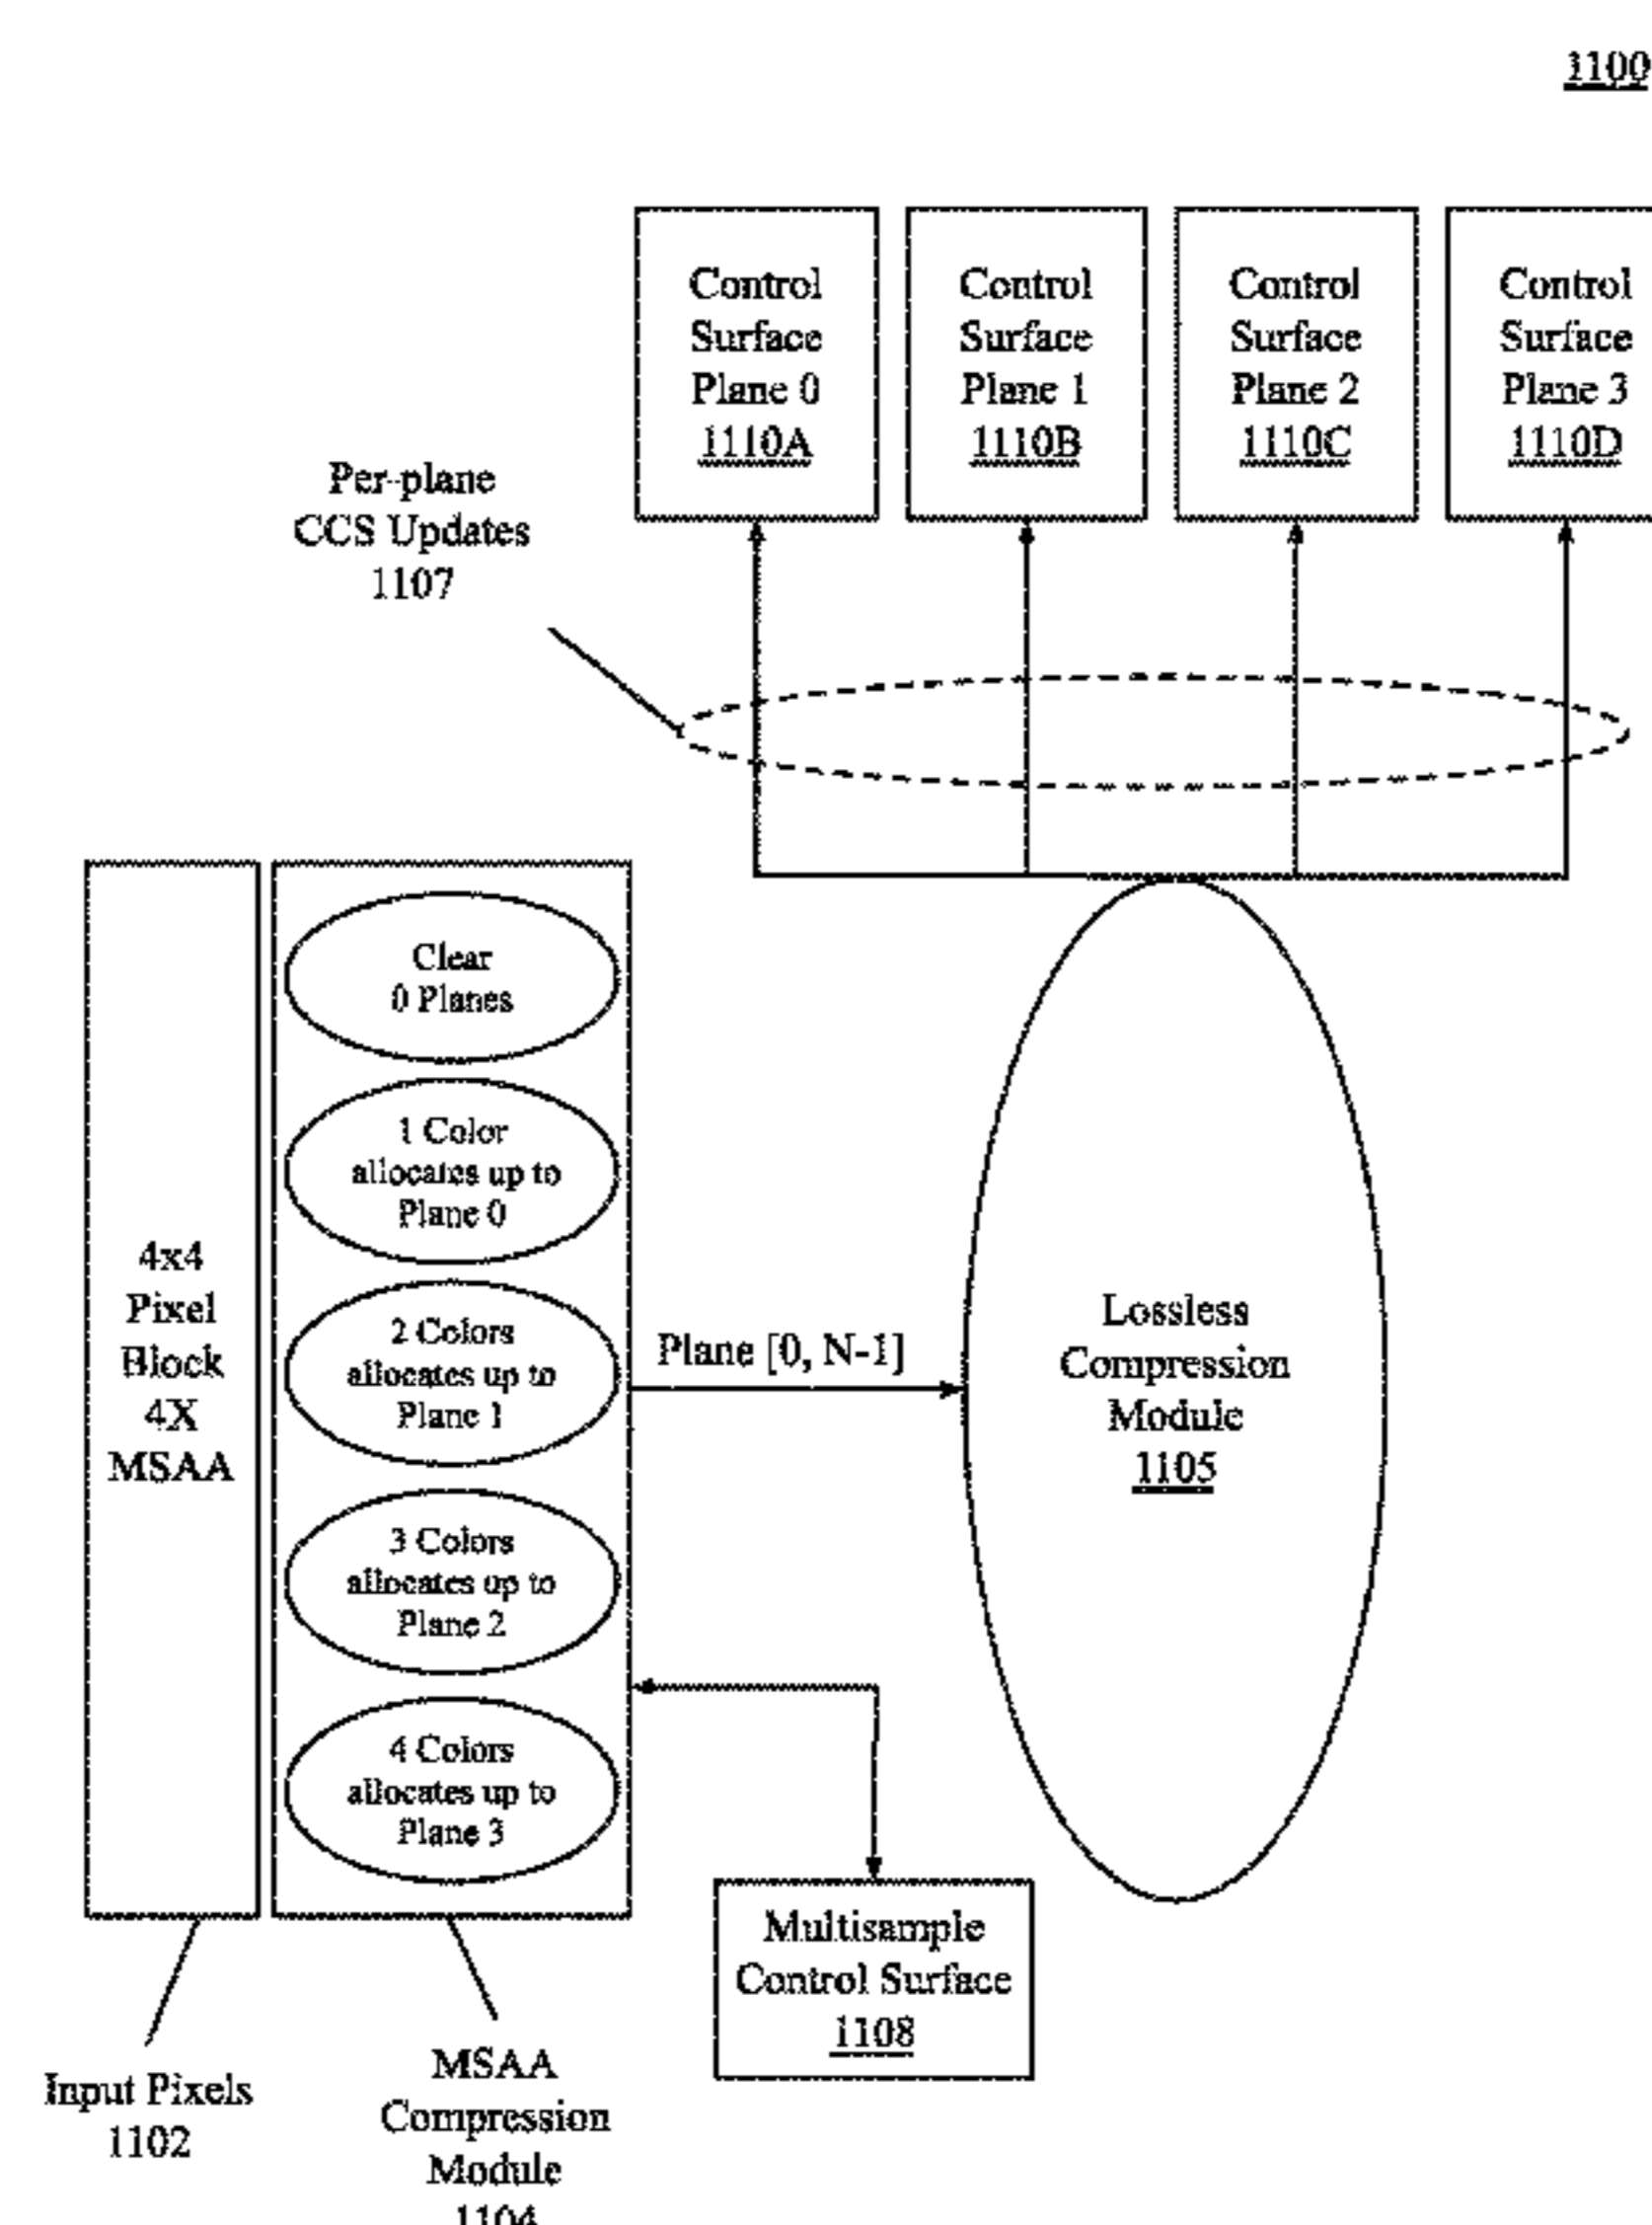 1100
Control
Surface
Plane 0
1110A
Control
Surface
Plane 1
1110B
Control
Surface
Plane 2
1110C
Control
Surface
Plane 3
1110D
Per-plane
CCS Updates
1107
4x4
Pixel
Block
4X
MSAA
Clear
0 Planes
1 Color
allocates up to
Plane 0
2 Colors
allocates up to
Plane 1
3 Colors
allocates up to
Plane 2
4 Colors
allocates up to
Plane 3
Plane [0, N-1]
Lossless
Compression
Module
1105
Multisample
Control Surface
1108
Input Pixels
1102
MSAA
Compression
Module
1104